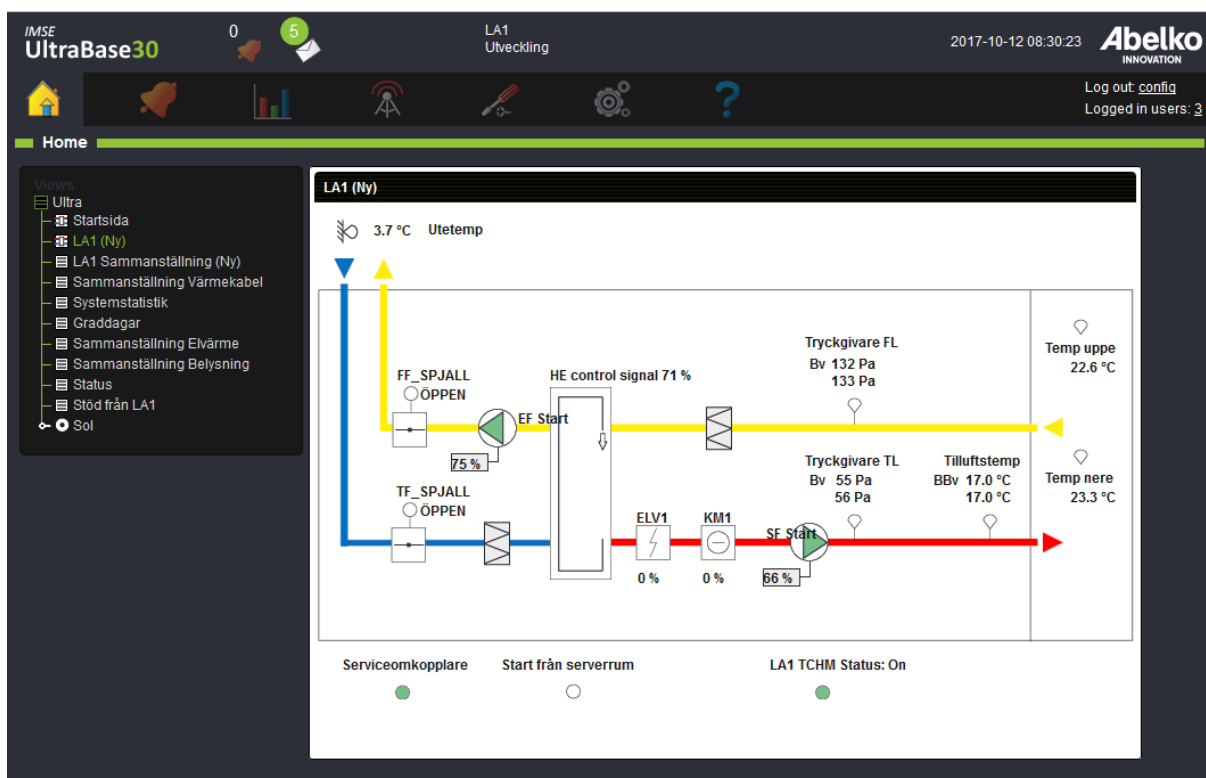 IMSE
UltraBase30
0
5
LA1
Utveckling
2017-10-12 08:30:23
Abelko
INNOVATION
Log out: config
Logged in users: 3
Home
Views
Ultra
Startsida
LA1 (Ny)
LA1 Sammanställning (Ny)
Sammanställning Värmekabel
Systemstatistik
Graddagar
Sammanställning Elvärme
Sammanställning Belysning
Status
Stöd från LA1
Sol
LA1 (Ny)
3.7 °C Utetemp
Tryckgivare FL
Bv 132 Pa
133 Pa
Temp uppe
22.6 °C
FF_SPJALL
ÖPPEN
HE control signal 71 %
EF Start
75 %
Tryckgivare TL
Bv 55 Pa
56 Pa
Tilluftstemp
BBv 17.0 °C
17.0 °C
Temp nere
23.3 °C
TF_SPJALL
ÖPPEN
ELV1
KM1
SF Start
0 %
0 %
66 %
Serviceomkopplare
Start från serverrum
LA1 TCHM Status: On